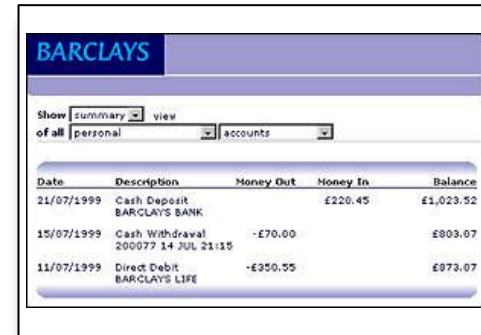 BARCLAYS
Show summary view
of all personal accounts
Date Description Money Out Money In Balance
21/07/1999 Cash Deposit £220.45 £1,023.52
BARCLAYS BANK
15/07/1999 Cash Withdrawal -£70.00 £803.07
200077 14 JUL 21:15
11/07/1999 Direct Debit -£350.55 £873.07
BARCLAYS LIFE